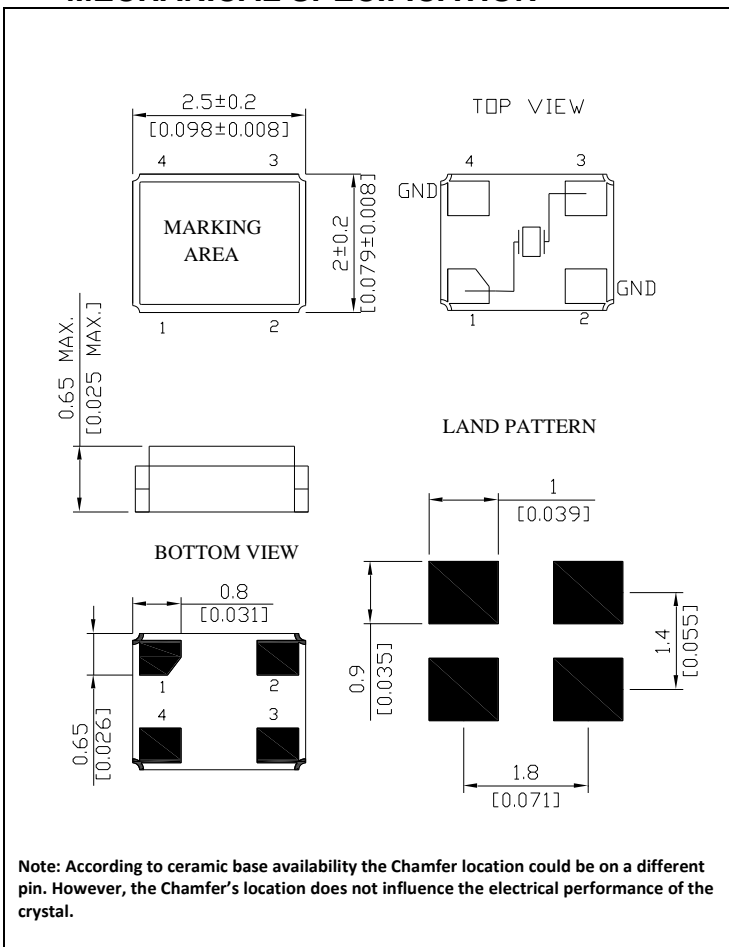 2.5±0.2
[0.098±0.008]
TOP VIEW
4 3
MARKING
AREA
2±0.2
[0.079±0.008]
1 2
4 3
GND
GND
1 2
0.65 MAX.
[0.025 MAX.]
LAND PATTERN
1
[0.039]
0.9
[0.035]
1.4
[0.055]
1.8
[0.071]
BOTTOM VIEW
0.8
[0.031]
0.65
[0.026]
1 2
4 3
Note: According to ceramic base availability the Chamfer location could be on a different
pin. However, the Chamfer’s location does not influence the electrical performance of the
crystal.